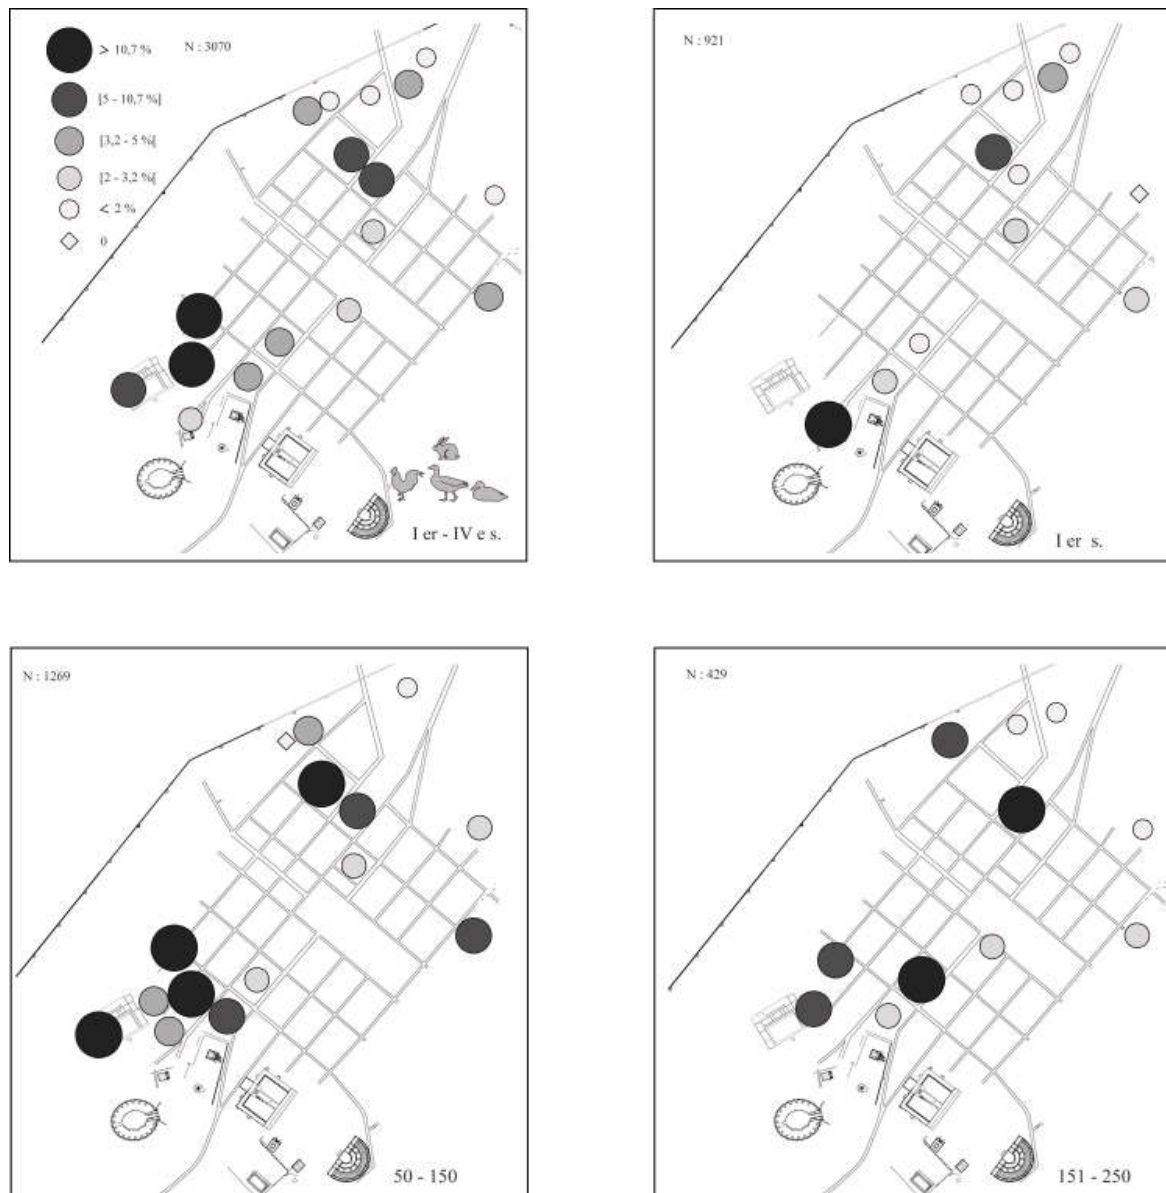 > 10,7 %
N : 3070
[5 - 10,7 %]
[3,2 - 5 %[
[2 - 3,2 %[
< 2 %
0
I er - IV e s.
N : 921
I er s.
N : 1269
50 - 150
N : 429
151 - 250